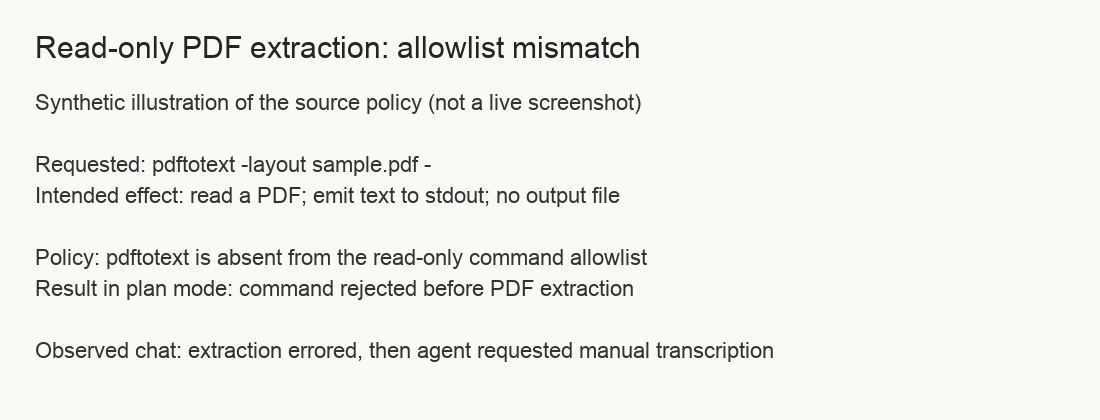 Read-only PDF extraction: allowlist mismatch
Synthetic illustration of the source policy (not a live screenshot)
Requested: pdftotext -layout sample.pdf -
Intended effect: read a PDF; emit text to stdout; no output file
Policy: pdftotext is absent from the read-only command allowlist
Result in plan mode: command rejected before PDF extraction
Observed chat: extraction errored, then agent requested manual transcription